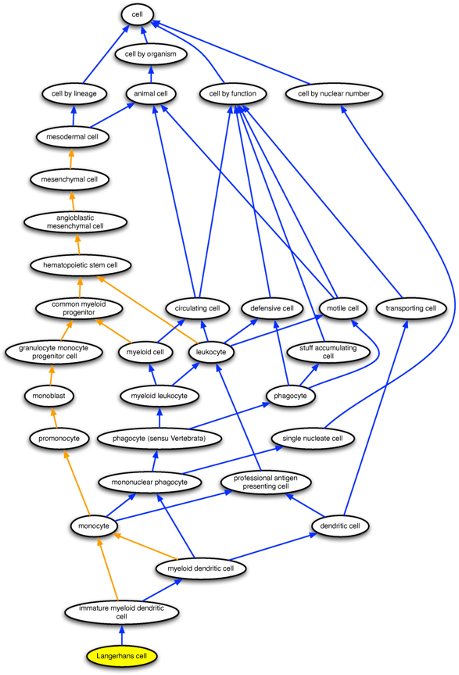 cell
cell by organism
cell by lineage
animal cell
cell by function
cell by nuclear number
mesodermal cell
mesenchymal cell
angioblastic
mesenchymal cell
hematopoietic stem cell
common myeloid
progenitor
circulating cell
defensive cell
motile cell
transporting cell
granulocyte monocyte
progenitor cell
myeloid cell
leukocyte
stuff accumulating
cell
monoblast
myeloid leukocyte
phagocyte
promonocyte
phagocyte (sensu Vertebrata)
single nucleate cell
mononuclear phagocyte
professional antigen
presenting cell
monocyte
dendritic cell
myeloid dendritic cell
immature myeloid dendritic
cell
Langerhans cell